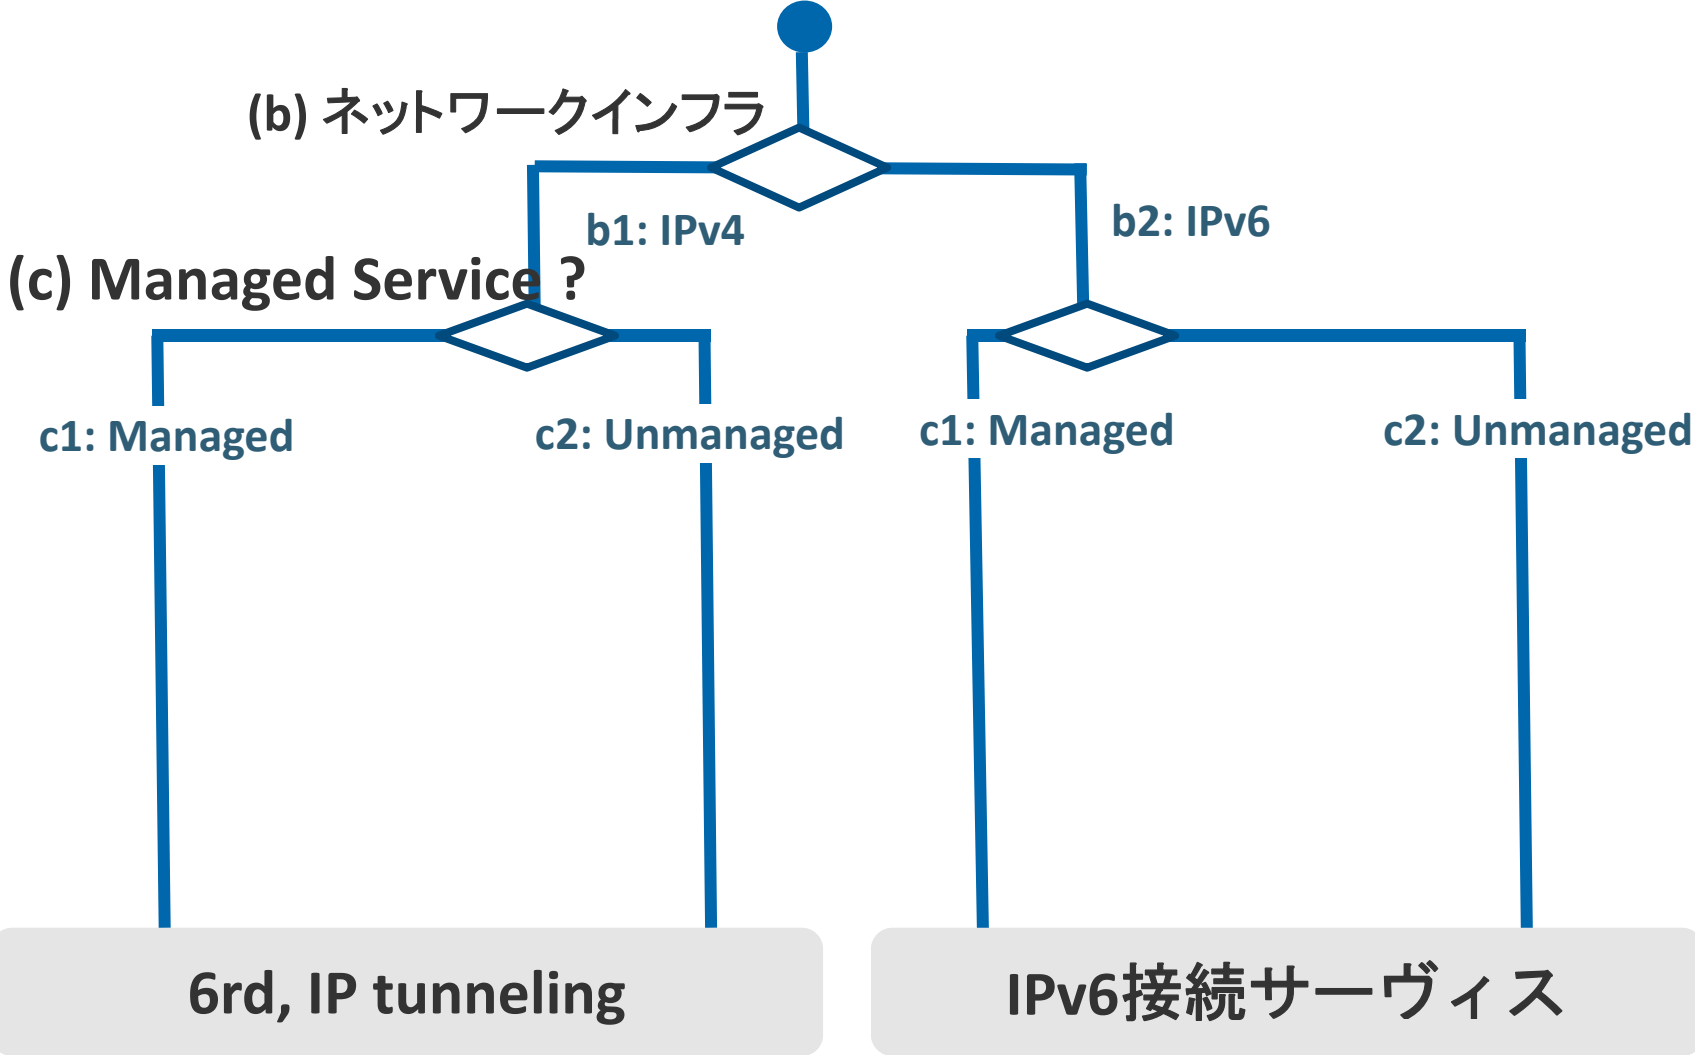 (b) ネットワークインフラ
b1: IPv4
b2: IPv6
(c) Managed Service ?
c1: Managed
c2: Unmanaged
c1: Managed
c2: Unmanaged
6rd, IP tunneling
IPv6接続サーヴィス